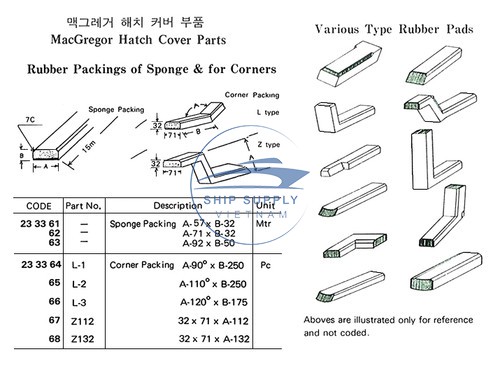 맥그레거 해치 커버 부품
MacGregor Hatch Cover Parts
Rubber Packings of Sponge & for Corners
Various Type Rubber Pads
Corner Packing
Sponge Packing
A
L type
7C
32
71
B
A
Z type
B
A
15m
32
71
A
SHIP SUPPLY
VIETNAM
CODE Part No. Description Unit
23 33 61 — Sponge Packing A-57 x B-32 Mtr
62 — A-71 x B-32
63 — A-92 x B-50
23 33 64 L-1 Corner Packing A-90° x B-250 Pc
65 L-2 A-110° x B-250
66 L-3 A-120° x B-175
67 Z112 32 x 71 x A-112
68 Z132 32 x 71 x A-132
Aboves are illustrated only for reference
and not coded.